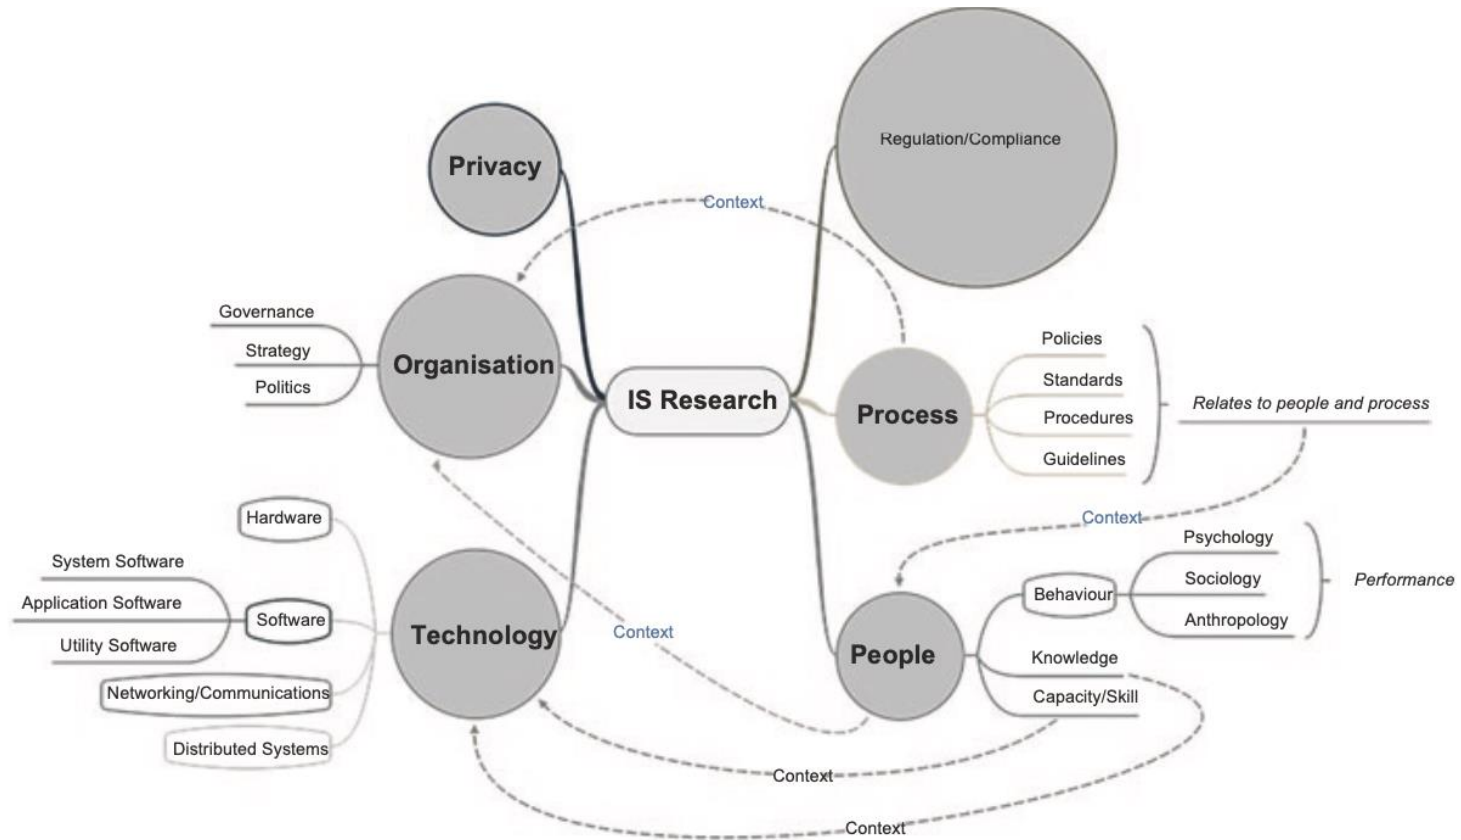 Regulation/Compliance
Privacy
Context
Governance
Strategy
Politics
Organisation
IS Research
Process
Policies
Standards
Procedures
Guidelines
Relates to people and process
Context
Hardware
System Software
Application Software
Utility Software
Software
Networking/Communications
Distributed Systems
Technology
Context
People
Behaviour
Psychology
Sociology
Anthropology
Performance
Knowledge
Capacity/Skill
Context
Context